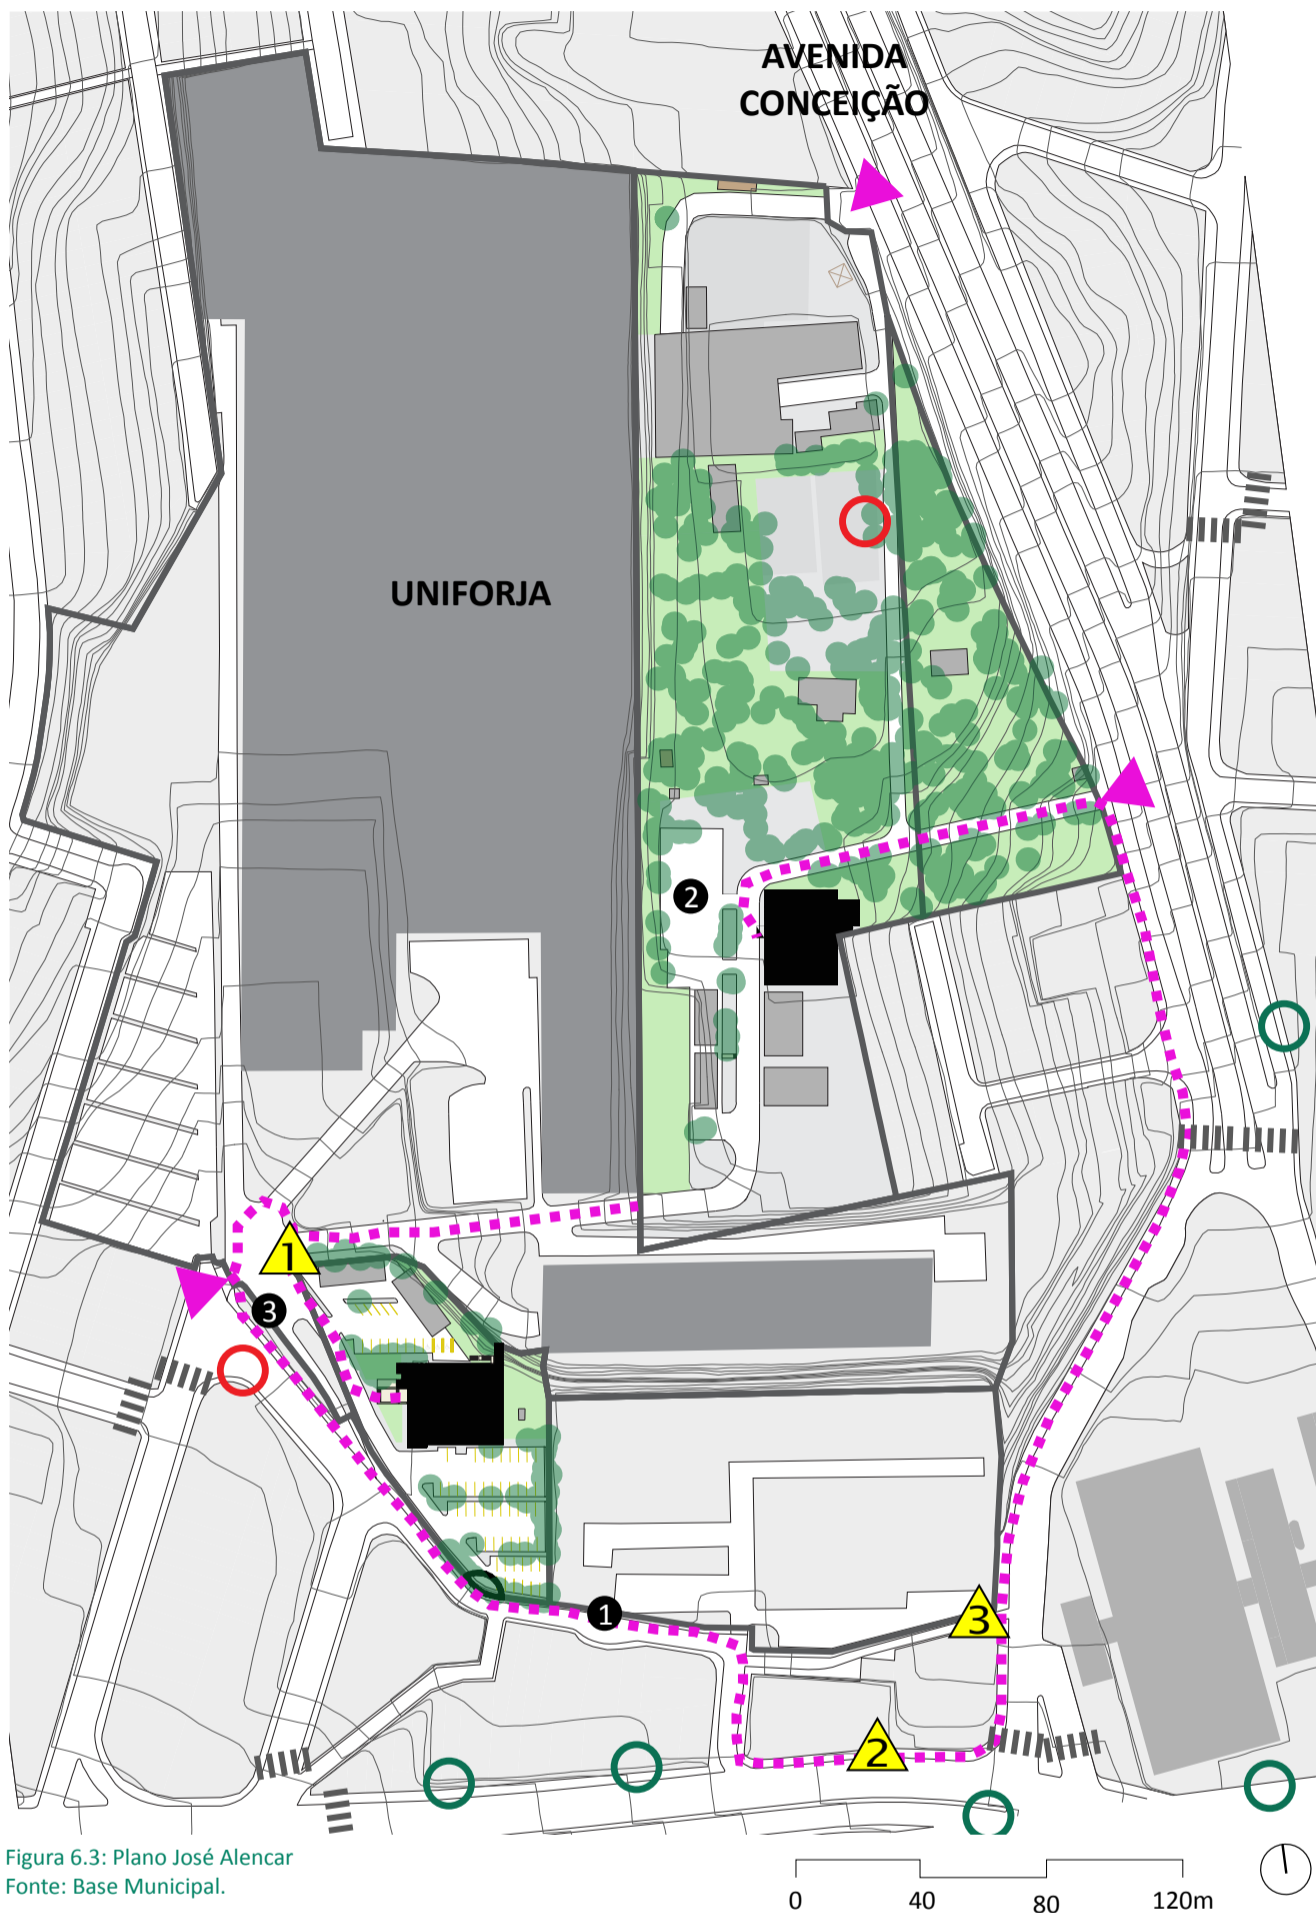 AVENIDA
CONCEIÇÃO
UNIFORJA
2
1
3
1
3
2
Figura 6.3: Plano José Alencar
Fonte: Base Municipal.
0 40 80 120m